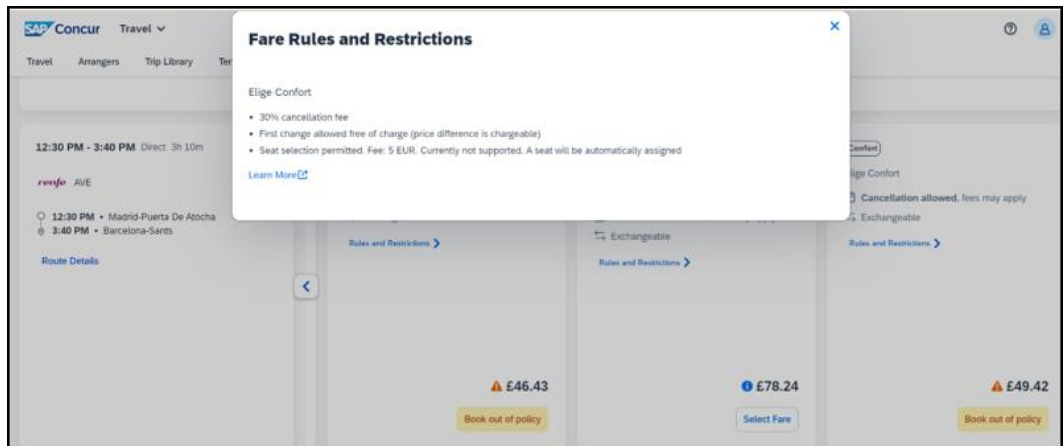 SAP Concur Travel
Travel Arrangers Trip Library
Fare Rules and Restrictions
Elige Confort
• 30% cancellation fee
• First change allowed free of charge (price difference is chargeable)
• Seat selection permitted. Fee: 5 EUR. Currently not supported. A seat will be automatically assigned
Learn More
12:30 PM - 3:40 PM Direct 3h 10m
renfe AVE
12:30 PM • Madrid-Puerta De Atocha
3:40 PM • Barcelona-Sants
Route Details
Rules and Restrictions
£46.43
Book out of policy
Exchangeable
Rules and Restrictions
£78.24
Select Fare
Confort
Elige Confort
Cancellation allowed, fees may apply
Exchangeable
Rules and Restrictions
£49.42
Book out of policy